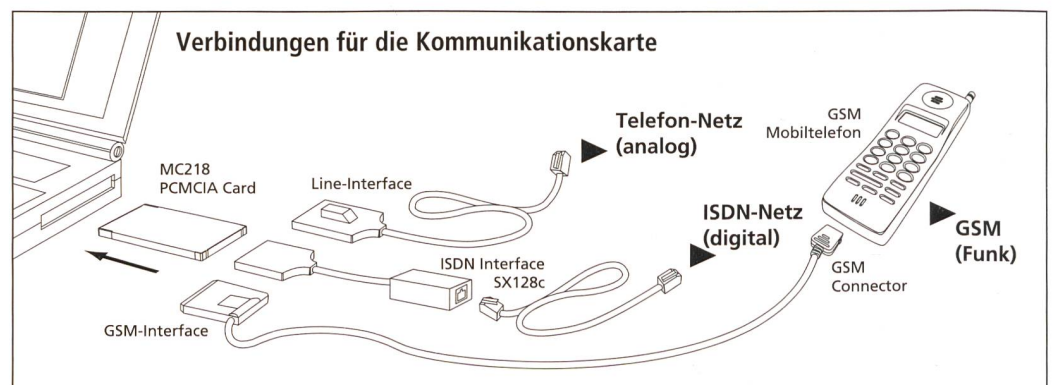 Verbindungen für die Kommunikationskarte
MC218
PCMCIA Card
Line-Interface
Telefon-Netz
(analog)
GSM
Mobiltelefon
ISDN-Netz
(digital)
GSM
(Funk)
ISDN Interface
SX128c
GSM
Connector
GSM-Interface